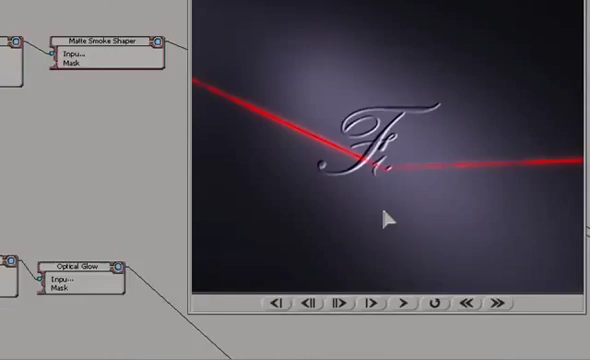 Matte Smoke Shaper
Inpu...
Mask
Optical Glow
Inpu...
Mask